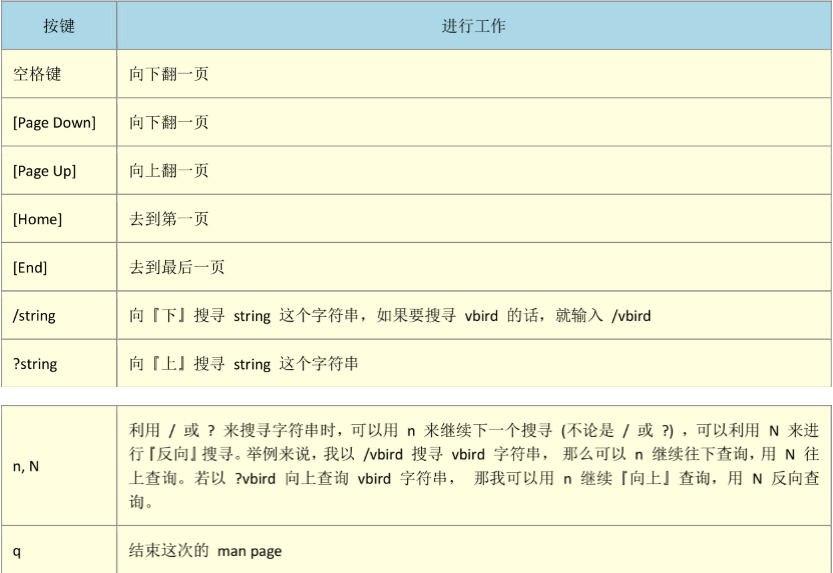 按键 进行工作
空格键 向下翻一页
[Page Down] 向下翻一页
[Page Up] 向上翻一页
[Home] 去到第一页
[End] 去到最后一页
/string 向『下』搜寻 string 这个字符串，如果要搜寻 vbird 的话，就输入 /vbird
?string 向『上』搜寻 string 这个字符串
n, N
利用 / 或 ? 来搜寻字符串时，可以用 n 来继续下一个搜寻 (不论是 / 或 ?) ，可以利用 N 来进
行『反向』搜寻。举例来说，我以 /vbird 搜寻 vbird 字符串， 那么可以 n 继续往下查询，用 N 往
上查询。若以 ?vbird 向上查询 vbird 字符串， 那我可以用 n 继续『向上』查询，用 N 反向查
询。
q 结束这次的 man page